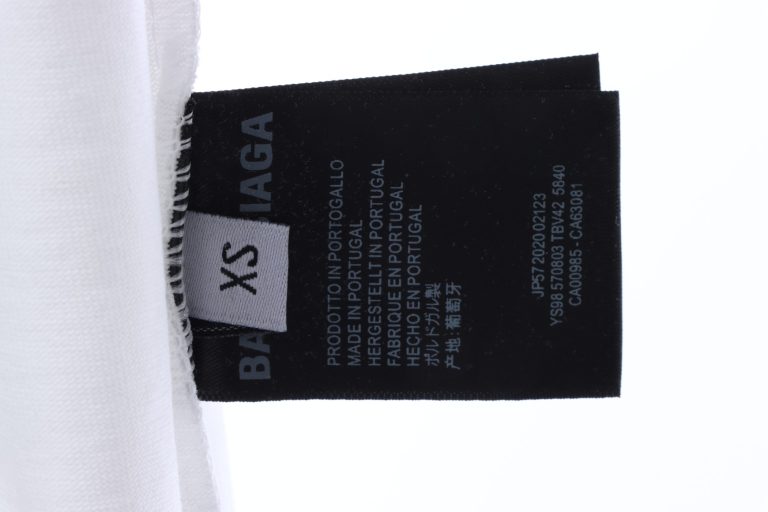 BA IAGA
XS
PRODOTTO IN PORTOGALLO
MADE IN PORTUGAL
HERGESTELLT IN PORTUGAL
FABRIQUE EN PORTUGAL
HECHO EN PORTUGAL
ポルトガル製
产地:葡萄牙
JP57 2020 02123
YS98 570803 TBV42 5840
CA00985 - CA63081